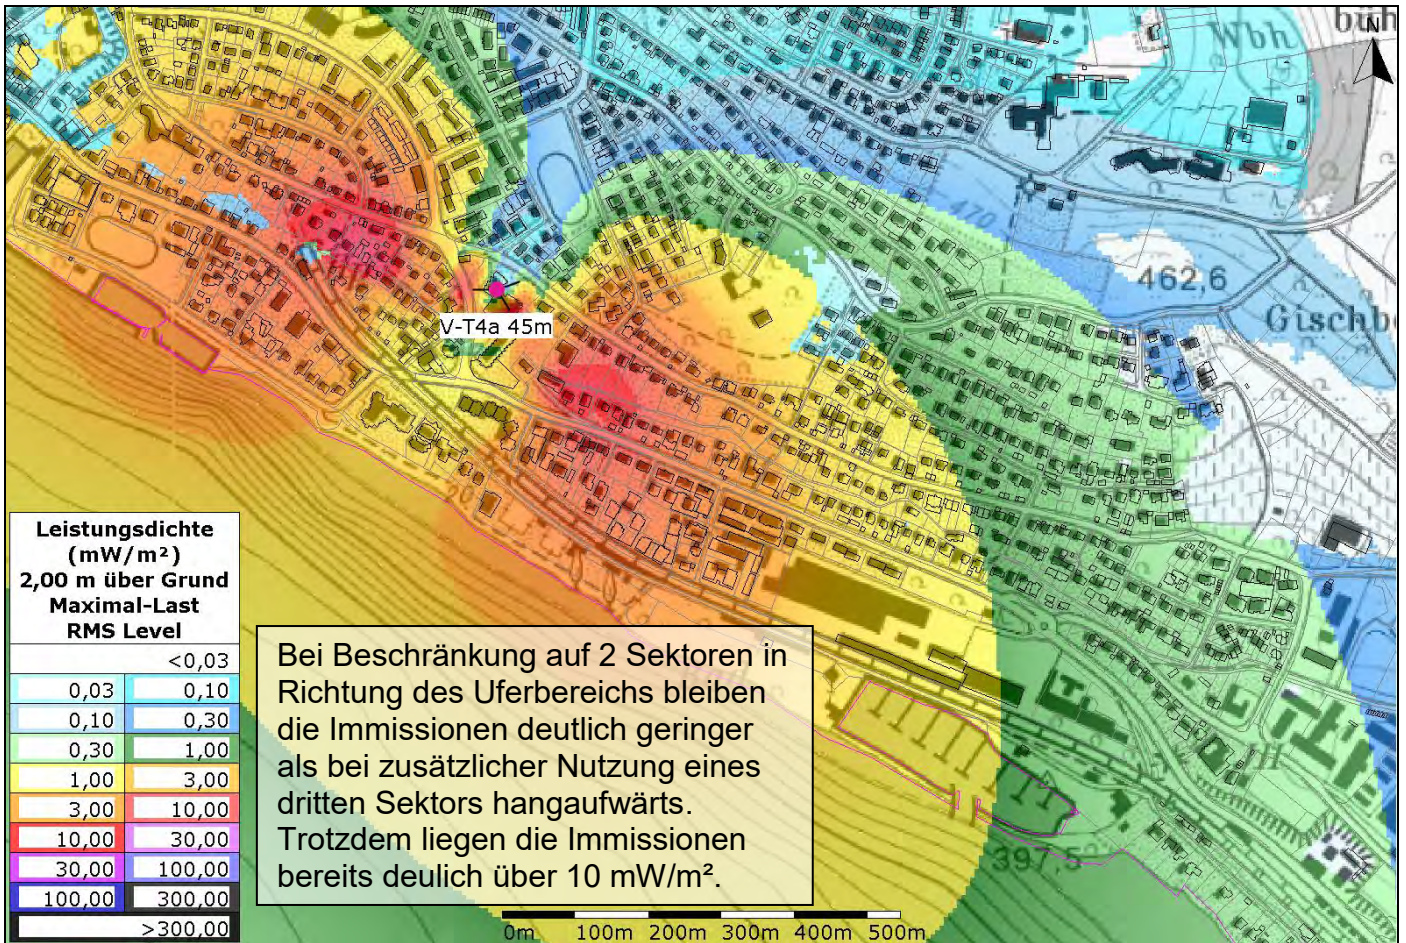 Wbh
büh
N
470
462,6
Gischb
V-T4a 45m
Leistungsdichte
(mW/m²)
2,00 m über Grund
Maximal-Last
RMS Level
<0,03
0,03 0,10
0,10 0,30
0,30 1,00
1,00 3,00
3,00 10,00
10,00 30,00
30,00 100,00
100,00 300,00
>300,00
Bei Beschränkung auf 2 Sektoren in
Richtung des Uferbereichs bleiben
die Immissionen deutlich geringer
als bei zusätzlicher Nutzung eines
dritten Sektors hangaufwärts.
Trotzdem liegen die Immissionen
bereits deulich über 10 mW/m².
397,5
0m 100m 200m 300m 400m 500m